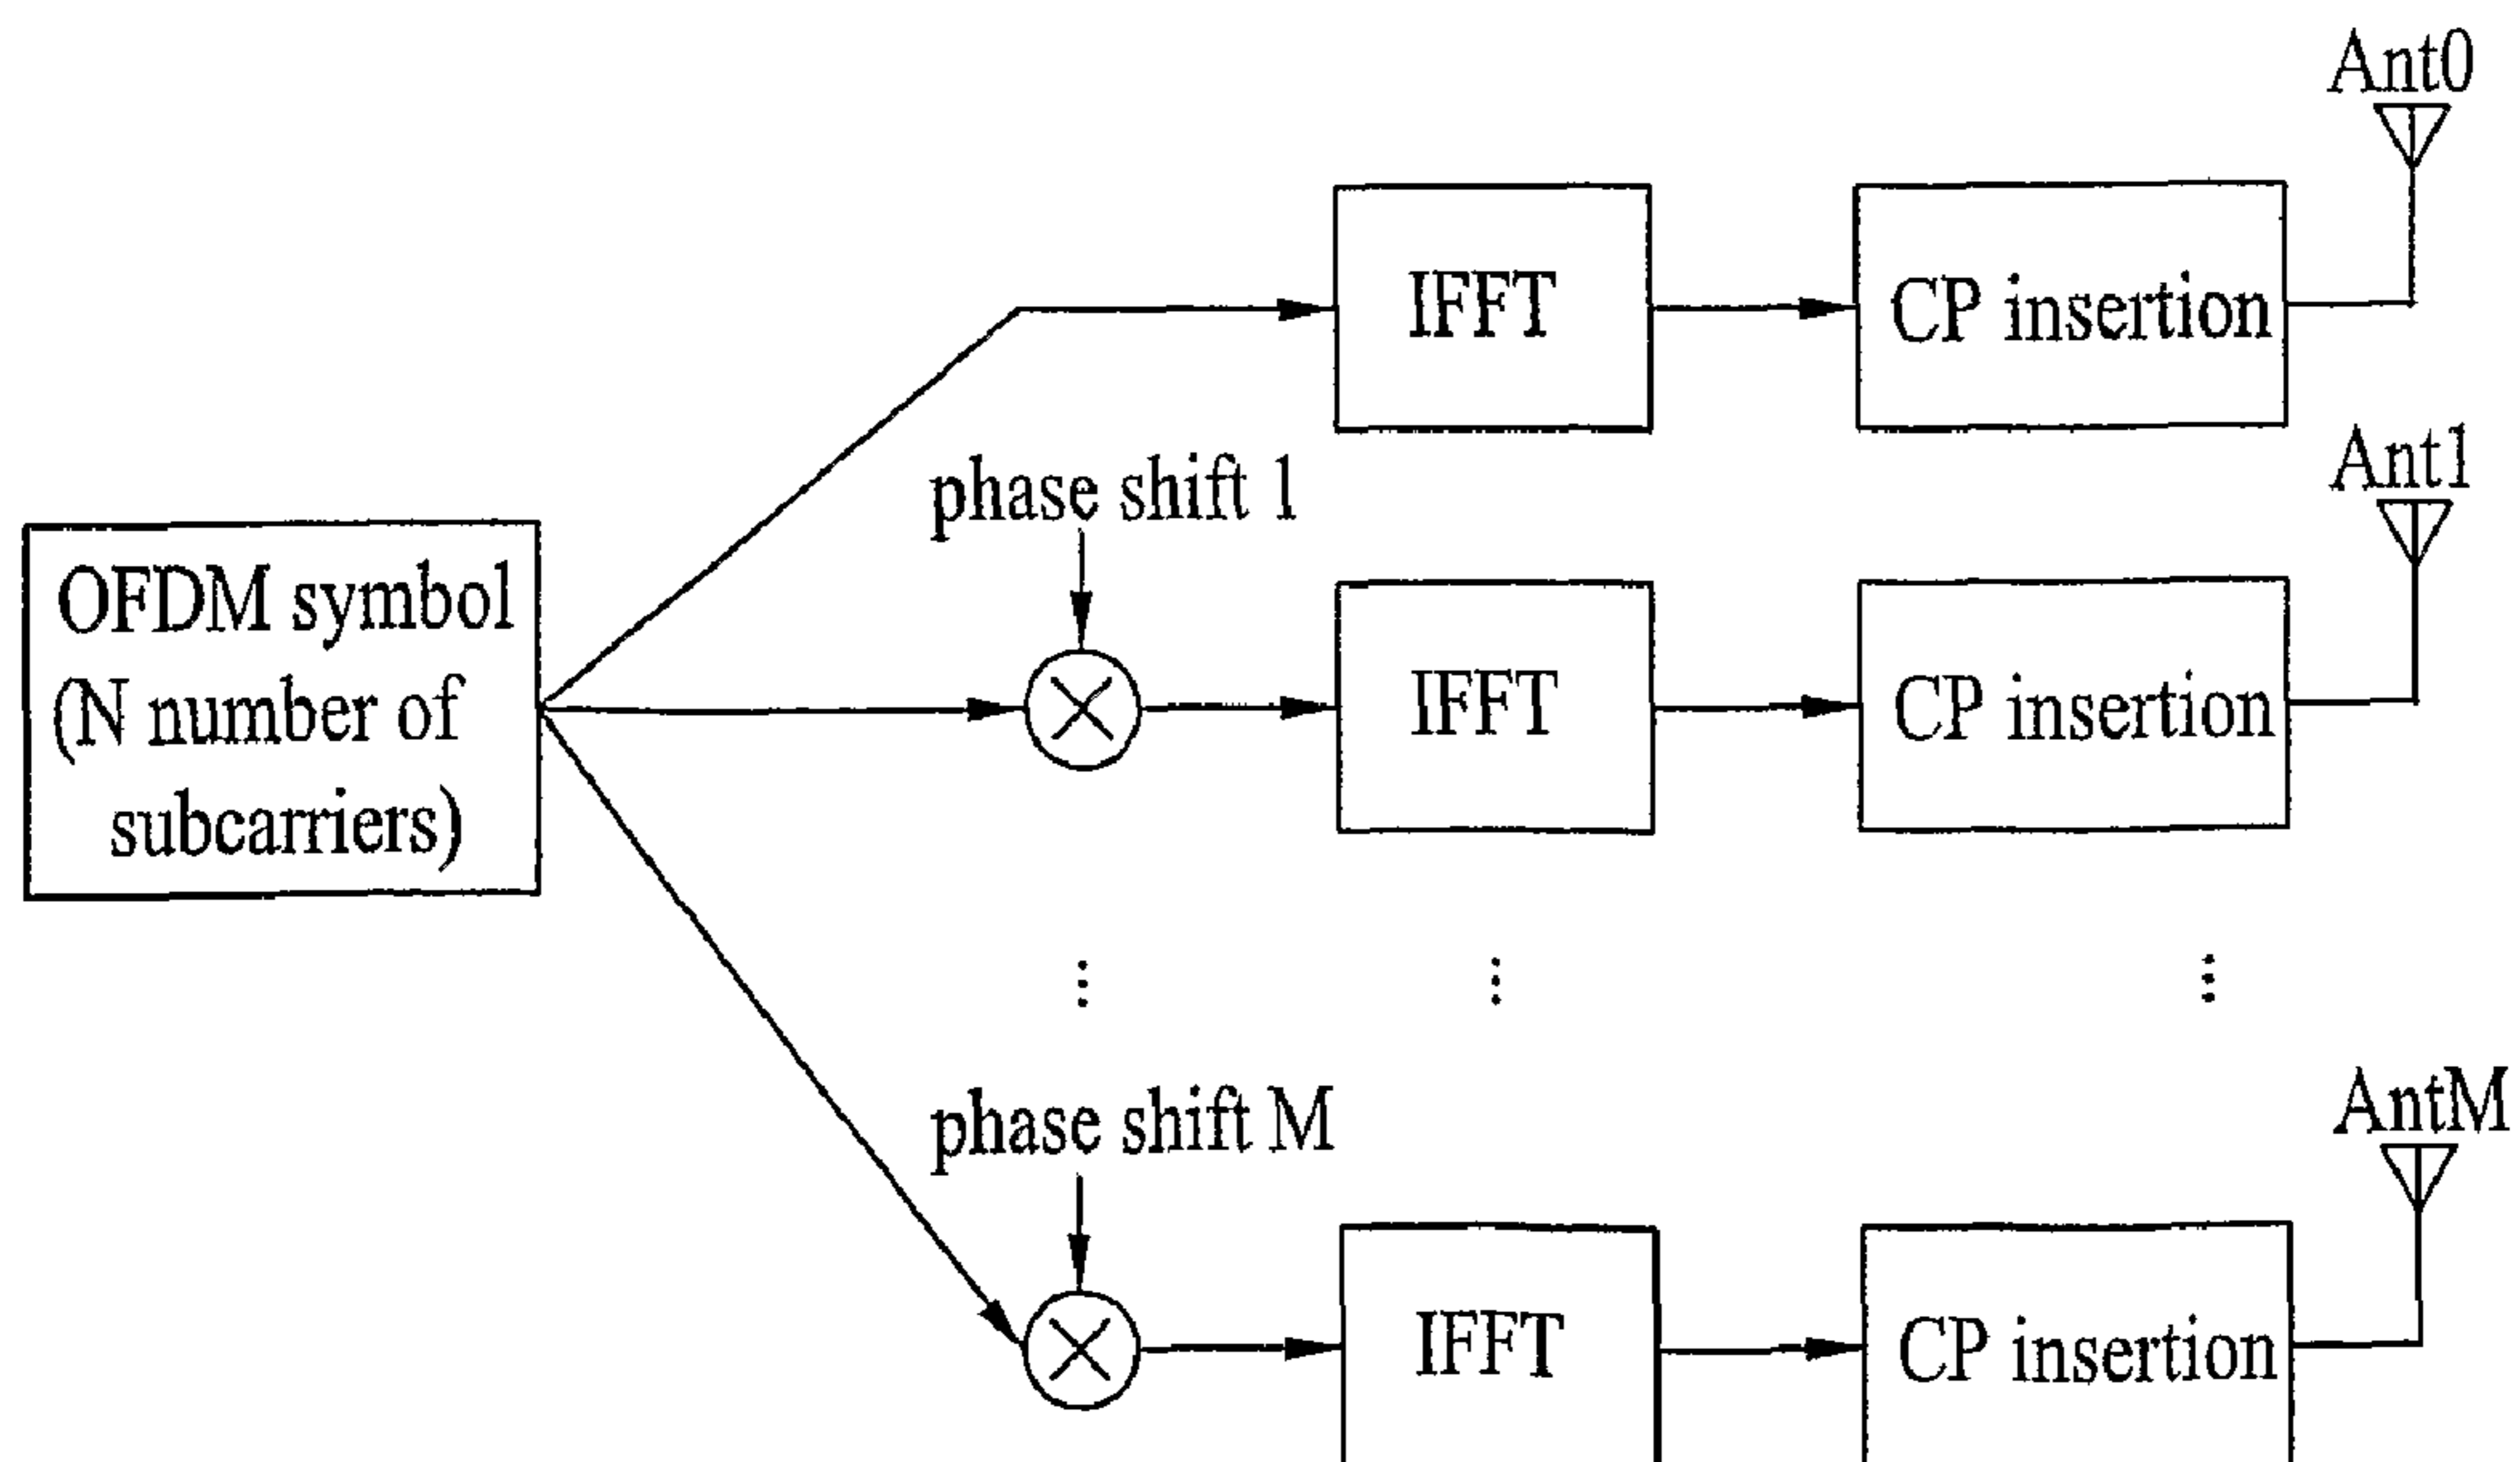 Ant0
IFFT
CP insertion
phase shift 1
Ant1
OFDM symbol
(N number of
subcarriers)
IFFT
CP insertion
phase shift M
AntM
IFFT
CP insertion